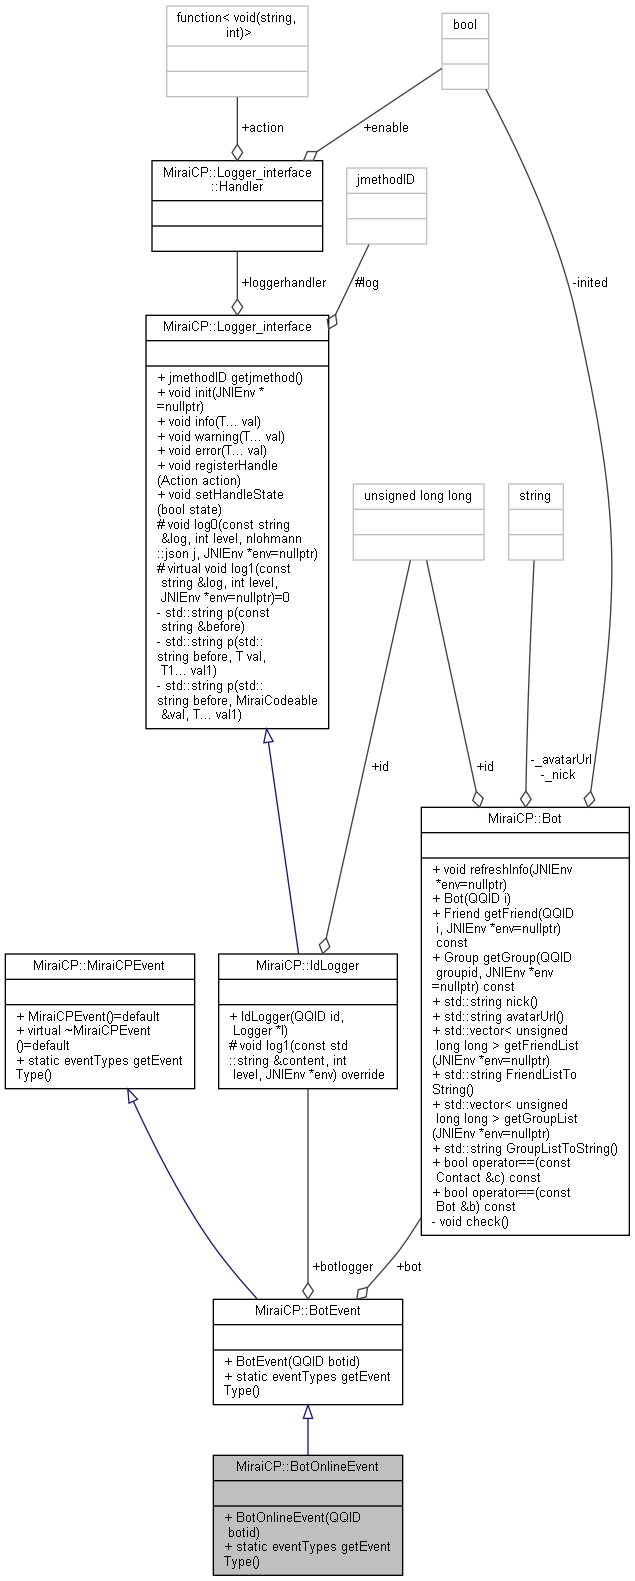 function< void(string,
int)>
bool
+action
+enable
MiraiCP::Logger_interface
::Handler
jmethodID
+loggerhandler
#log
-inited
MiraiCP::Logger_interface
+ jmethodID getjmethod()
+ void init(JNIEnv *
=nullptr)
+ void info(T... val)
+ void warning(T... val)
+ void error(T... val)
+ void registerHandle
(Action action)
+ void setHandleState
(bool state)
# void log0(const string
&log, int level, nlohmann
::json j, JNIEnv *env=nullptr)
# virtual void log1(const
string &log, int level,
JNIEnv *env=nullptr)=0
- std::string p(const
string &before)
- std::string p(std::
string before, T val,
T1... val1)
- std::string p(std::
string before, MiraiCodeable
&val, T... val1)
unsigned long long
string
+id
+id
-_avatarUrl
-_nick
MiraiCP::Bot
+ void refreshInfo(JNIEnv
*env=nullptr)
+ Bot(QQID i)
+ Friend getFriend(QQID
i, JNIEnv *env=nullptr)
const
+ Group getGroup(QQID
groupid, JNIEnv *env
=nullptr) const
+ std::string nick()
+ std::string avatarUrl()
+ std::vector< unsigned
long long > getFriendList
(JNIEnv *env=nullptr)
+ std::string FriendListTo
String()
+ std::vector< unsigned
long long > getGroupList
(JNIEnv *env=nullptr)
+ std::string GroupListToString()
+ bool operator==(const
Contact &c) const
+ bool operator==(const
Bot &b) const
- void check()
MiraiCP::MiraiCPEvent
+ MiraiCPEvent()=default
+ virtual ~MiraiCPEvent
()=default
+ static eventTypes getEvent
Type()
MiraiCP::IdLogger
+ IdLogger(QQID id,
Logger *l)
# void log1(const std
::string &content, int
level, JNIEnv *env) override
+botlogger
+bot
MiraiCP::BotEvent
+ BotEvent(QQID botid)
+ static eventTypes getEvent
Type()
MiraiCP::BotOnlineEvent
+ BotOnlineEvent(QQID
botid)
+ static eventTypes getEvent
Type()